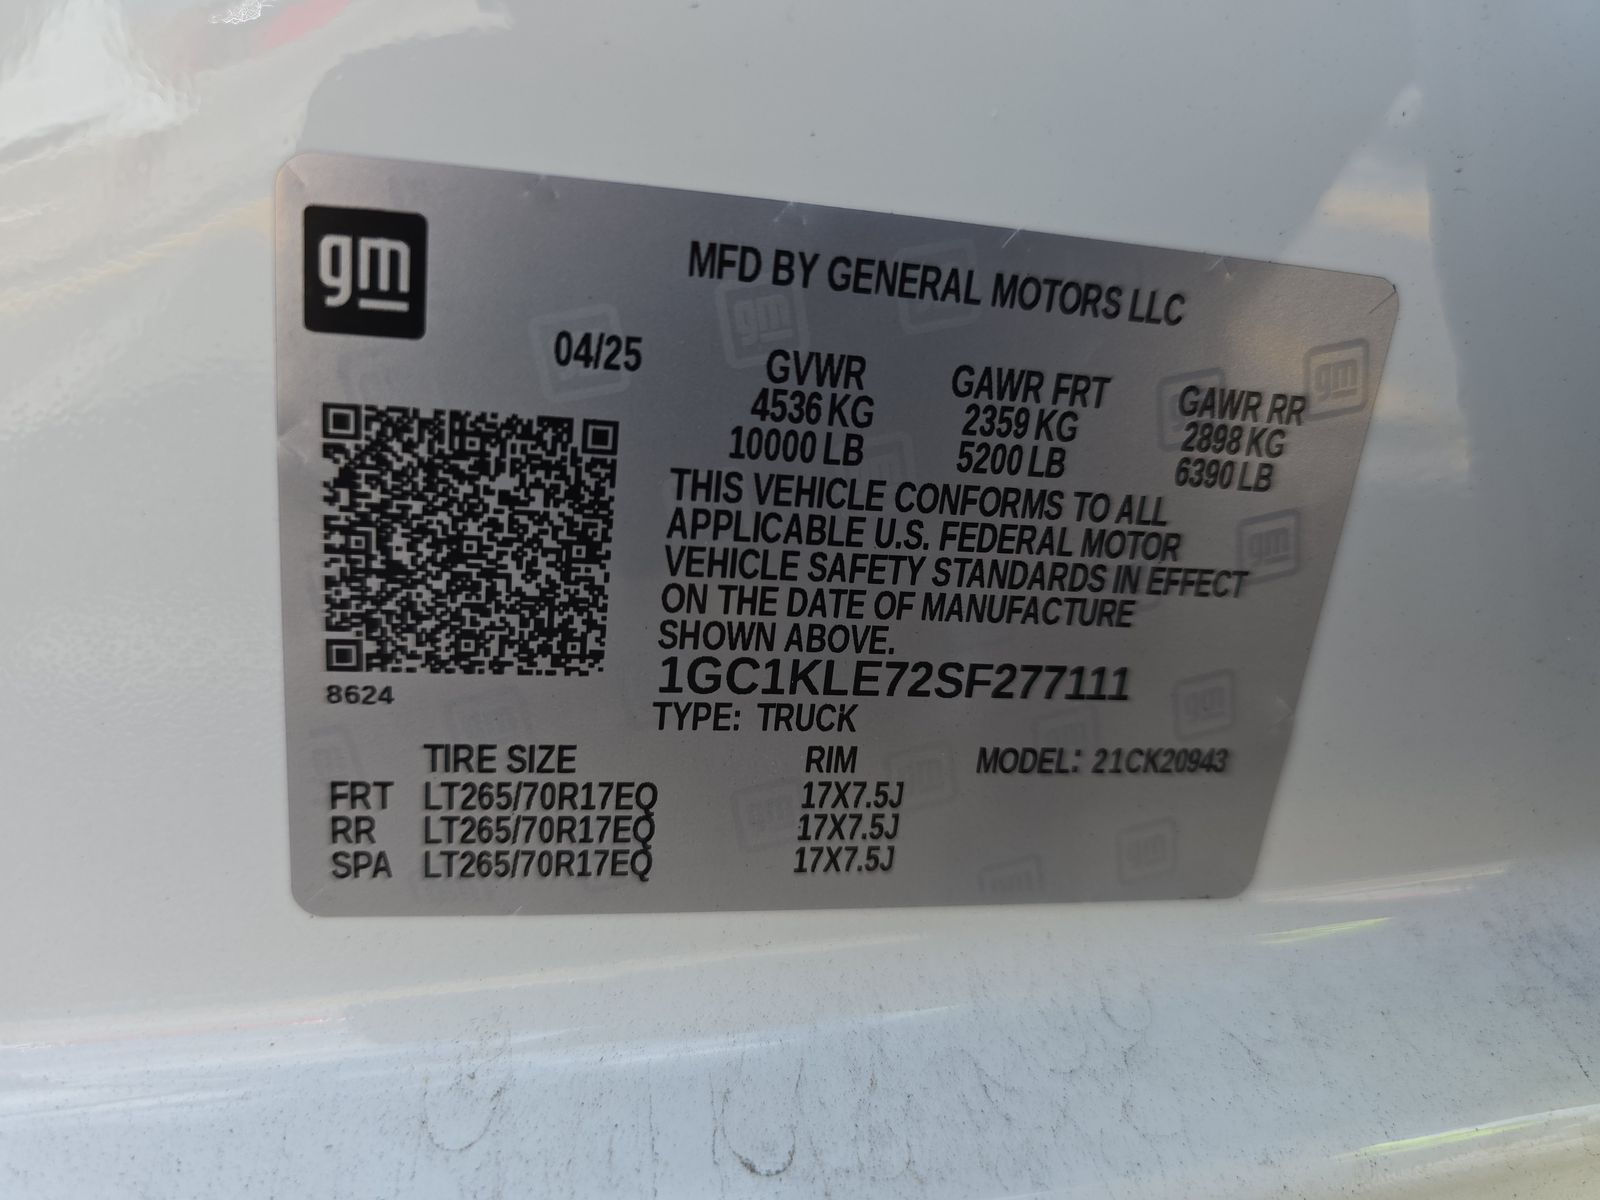 gm
MFD BY GENERAL MOTORS LLC
04/25
GVWR GAWR FRT GAWR RR
4536 KG 2359 KG 2898 KG
10000 LB 5200 LB 6390 LB
THIS VEHICLE CONFORMS TO ALL
APPLICABLE U.S. FEDERAL MOTOR
VEHICLE SAFETY STANDARDS IN EFFECT
ON THE DATE OF MANUFACTURE
SHOWN ABOVE.
8624
1GC1KLE72SF277111
TYPE: TRUCK
TIRE SIZE RIM MODEL: 21CK20943
FRT LT265/70R17EQ 17X7.5J
RR LT265/70R17EQ 17X7.5J
SPA LT265/70R17EQ 17X7.5J